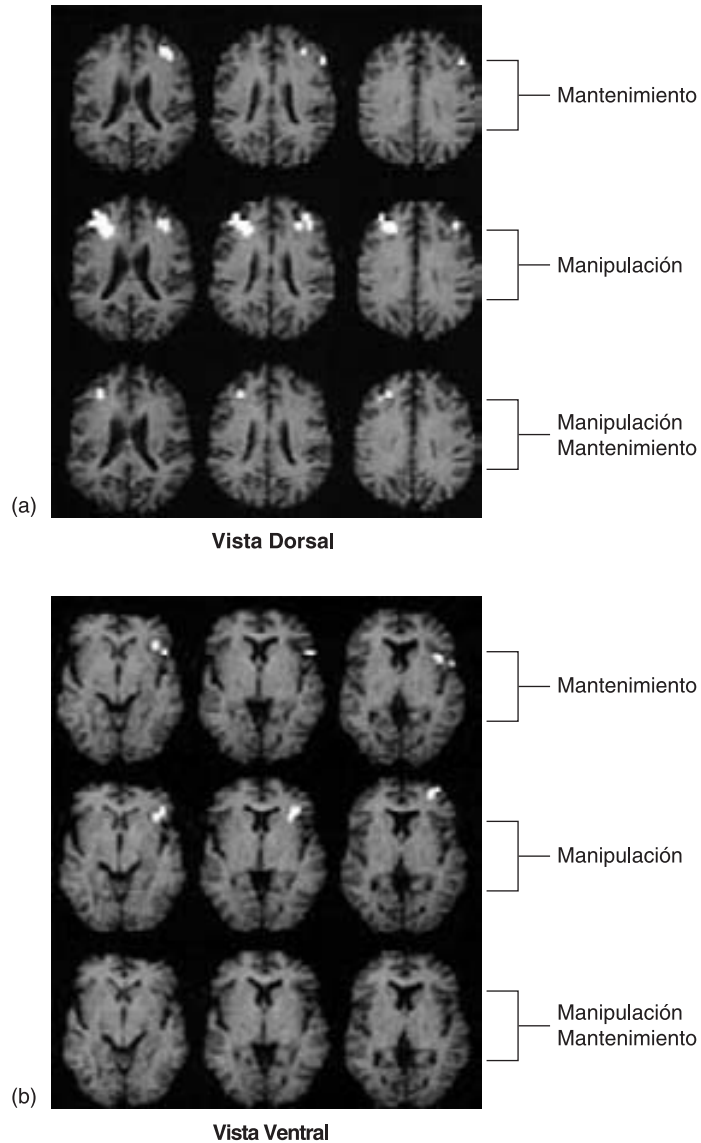 Mantenimiento
Manipulación
Manipulación
Mantenimiento
(a)
Vista Dorsal
Mantenimiento
Manipulación
Manipulación
Mantenimiento
(b)
Vista Ventral